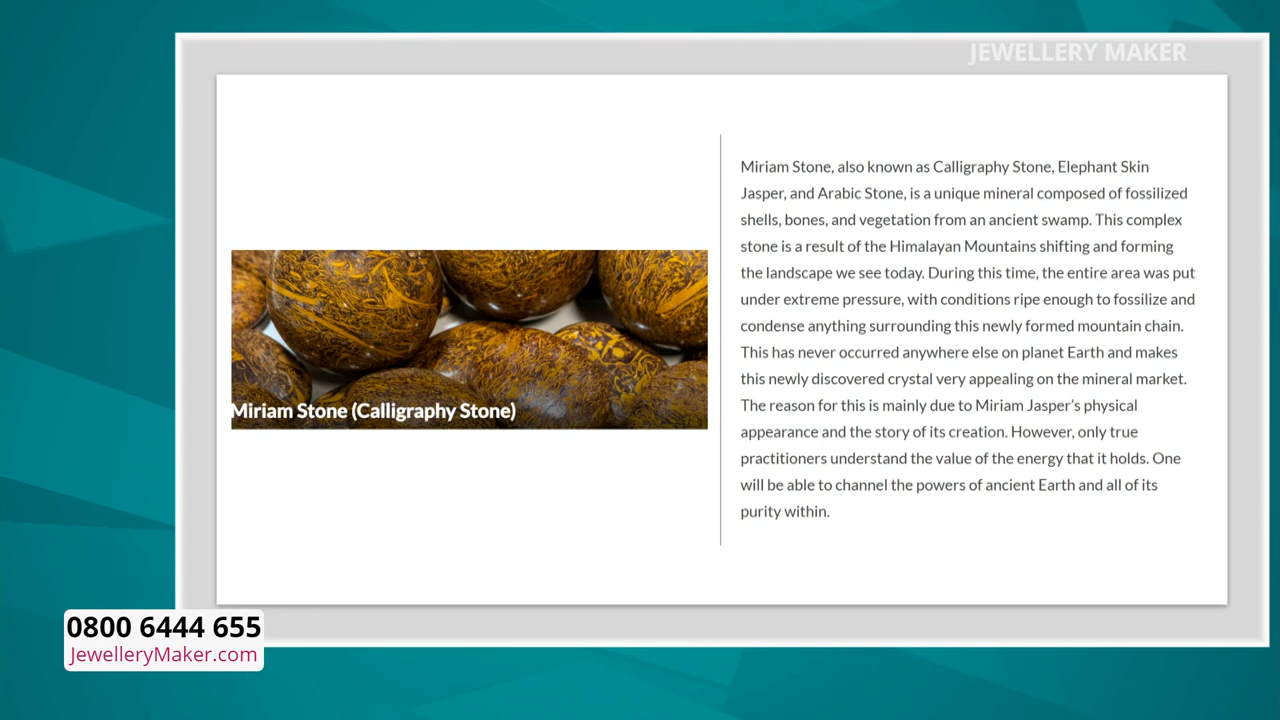 JEWELLERY MAKER
Miriam Stone (Calligraphy Stone)
Miriam Stone, also known as Calligraphy Stone, Elephant Skin
Jasper, and Arabic Stone, is a unique mineral composed of fossilized
shells, bones, and vegetation from an ancient swamp. This complex
stone is a result of the Himalayan Mountains shifting and forming
the landscape we see today. During this time, the entire area was put
under extreme pressure, with conditions ripe enough to fossilize and
condense anything surrounding this newly formed mountain chain.
This has never occurred anywhere else on planet Earth and makes
this newly discovered crystal very appealing on the mineral market.
The reason for this is mainly due to Miriam Jasper’s physical
appearance and the story of its creation. However, only true
practitioners understand the value of the energy that it holds. One
will be able to channel the powers of ancient Earth and all of its
purity within.
0800 6444 655
JewelleryMaker.com